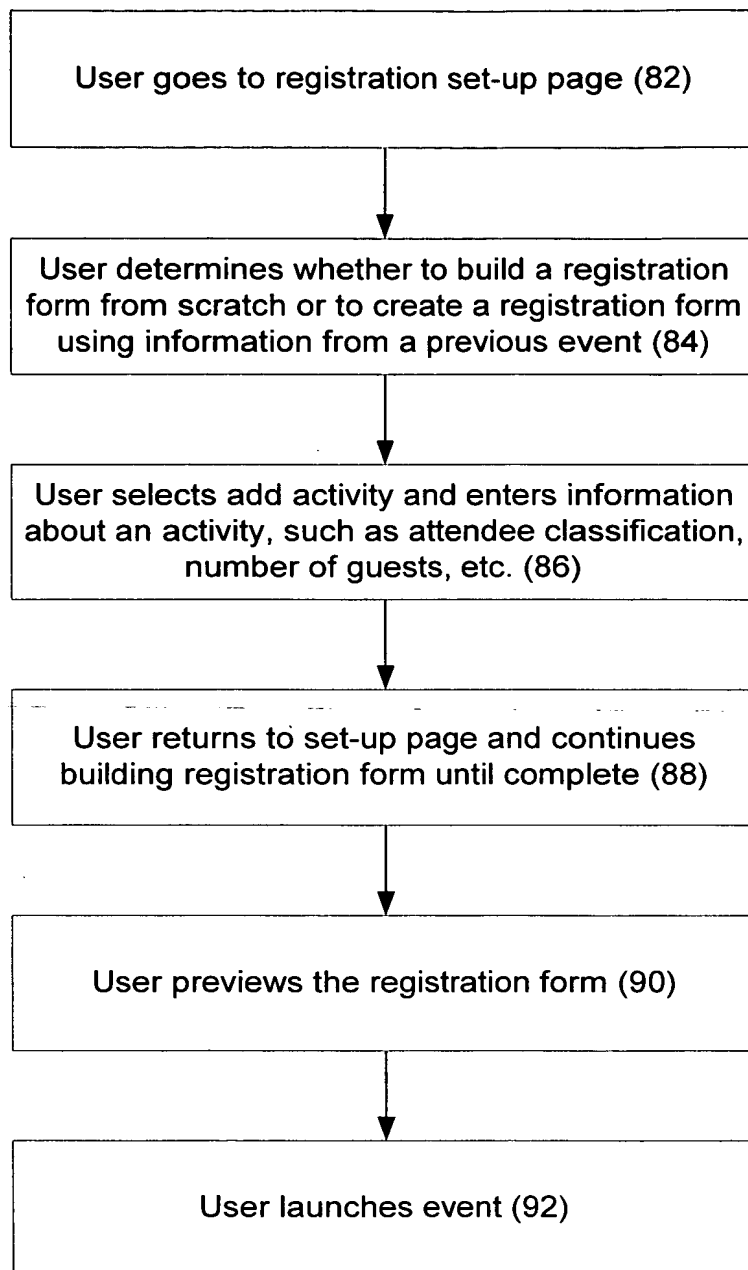 User goes to registration set-up page (82)
User determines whether to build a registration
form from scratch or to create a registration form
using information from a previous event (84)
User selects add activity and enters information
about an activity, such as attendee classification,
number of guests, etc. (86)
User returns to set-up page and continues
building registration form until complete (88)
User previews the registration form (90)
User launches event (92)